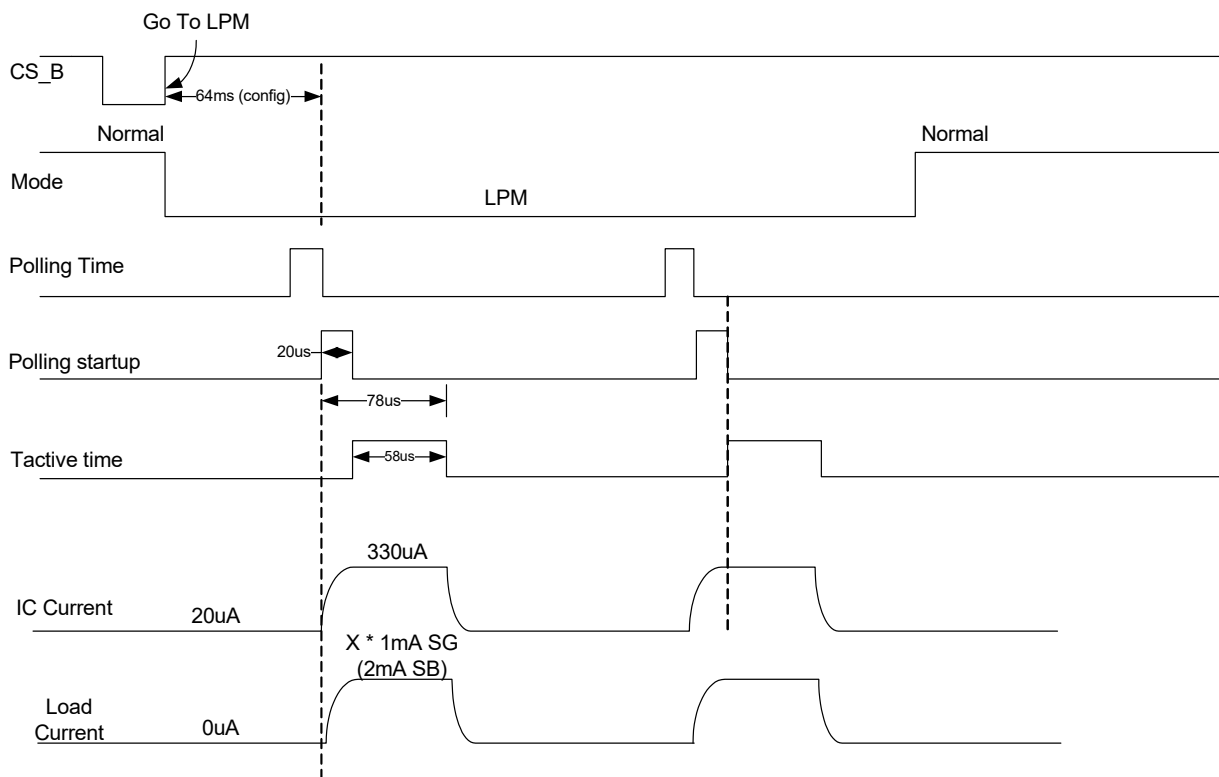 Go To LPM
CS_B
64ms (config)
Normal
Normal
Mode
LPM
Polling Time
20us
Polling startup
78us
Tactive time
58us
330uA
IC Current
20uA
X * 1mA SG
(2mA SB)
Load
Current
0uA